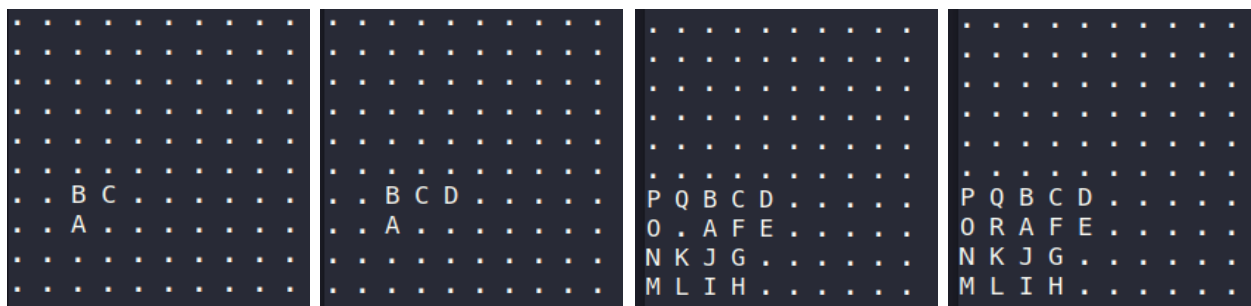 . . . . . . . . . .
. . . . . . . . . .
. . . . . . . . . .
. . . . . . . . . .
. . . . . . . . . .
. . . . . . . . . .
. . B C . . . . . .
. . A . . . . . . .
. . . . . . . . . .
. . . . . . . . . .
. . . . . . . . . .
. . . . . . . . . .
. . . . . . . . . .
. . . . . . . . . .
. . . . . . . . . .
. . . . . . . . . .
. . B C D . . . . .
. . A . . . . . . .
. . . . . . . . . .
. . . . . . . . . .
. . . . . . . . . .
. . . . . . . . . .
. . . . . . . . . .
. . . . . . . . . .
. . . . . . . . . .
. . . . . . . . . .
P Q B C D . . . . .
O . A F E . . . . .
N K J G . . . . . .
M L I H . . . . . .
. . . . . . . . . .
. . . . . . . . . .
. . . . . . . . . .
. . . . . . . . . .
. . . . . . . . . .
. . . . . . . . . .
P Q B C D . . . . .
O R A F E . . . . .
N K J G . . . . . .
M L I H . . . . . .